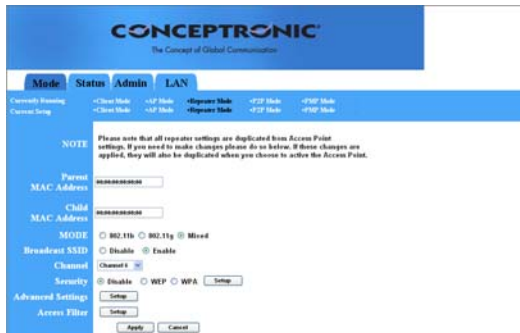 CONCEPTRONIC
The Concept of Global Communication
Mode Status Admin LAN
Currently Running •Client Mode •AP Mode •Repeater Mode •P2P Mode •PMP Mode
Current Setup •Client Mode •AP Mode •Repeater Mode •P2P Mode •PMP Mode
NOTE
Please note that all repeater settings are duplicated from Access Point
settings. If you need to make changes please do so below. If these changes are
applied, they will also be duplicated when you choose to activate the Access Point.
Parent
MAC Address 00:00:00:00:00:00
Child
MAC Address 00:00:00:00:00:00
MODE 802.11b 802.11g Mixed
Broadcast SSID Disable Enable
Channel Channel 6
Security Disable WEP WPA Setup
Advanced Settings Setup
Access Filter Setup
Apply Cancel